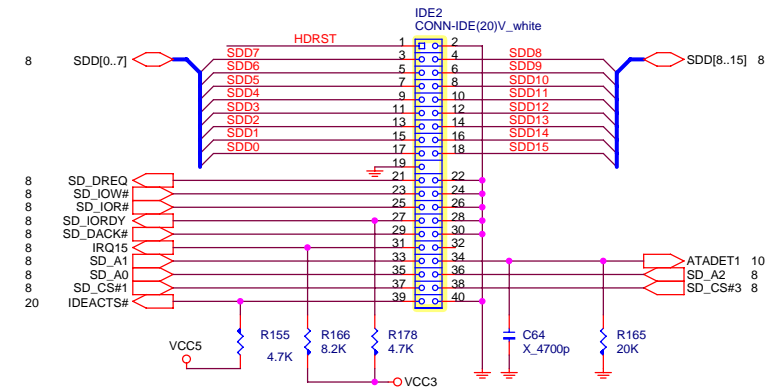 IDE2
CONN-IDE(20)V_white
HDRST 1 2
8 SDD[0..7] SDD7 3 4 SDD8 SDD[8..15] 8
SDD6 5 6 SDD9
SDD5 7 8 SDD10
SDD4 9 10 SDD11
SDD3 11 12 SDD12
SDD2 13 14 SDD13
SDD1 15 16 SDD14
SDD0 17 18 SDD15
19
8 SD_DREQ 21 22
8 SD_IOW# 23 24
8 SD_IOR# 25 26
8 SD_IORDY 27 28
8 SD_DACK# 29 30
8 IRQ15 31 32
8 SD_A1 33 34 ATADET1 10
8 SD_A0 35 36 SD_A2 8
8 SD_CS#1 37 38 SD_CS#3 8
20 IDEACTS# 39 40
VCC5
R155
4.7K
R166
8.2K
R178
4.7K
C64
X_4700p
R165
20K
VCC3